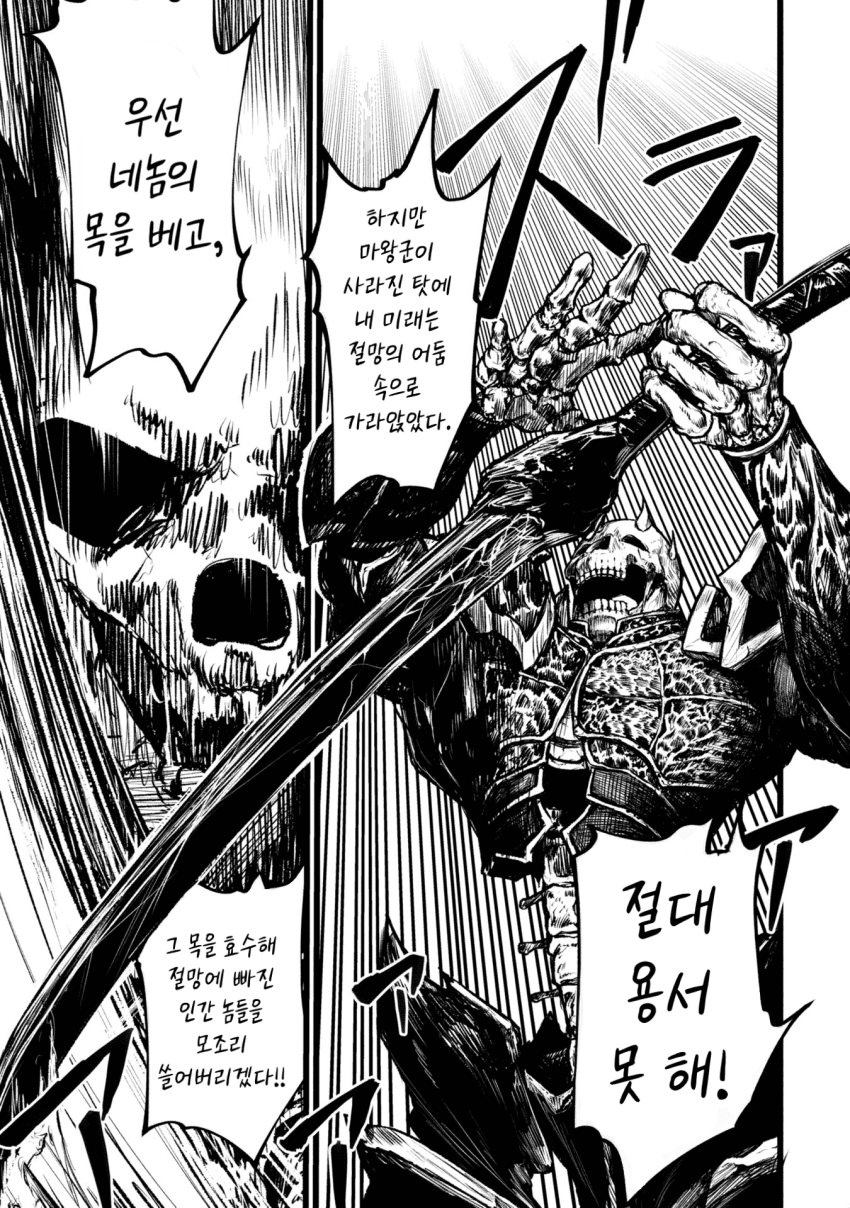 하지만
마왕군이
사라진 탓에
내 미래는
절망의 어둠
속으로
가라앉았다.
절대
용서
못 해!
우선
네놈의
목을 베고,
그 목을 효수해
절망에 빠진
인간 놈들을
모조리
쓸어버리겠다!!